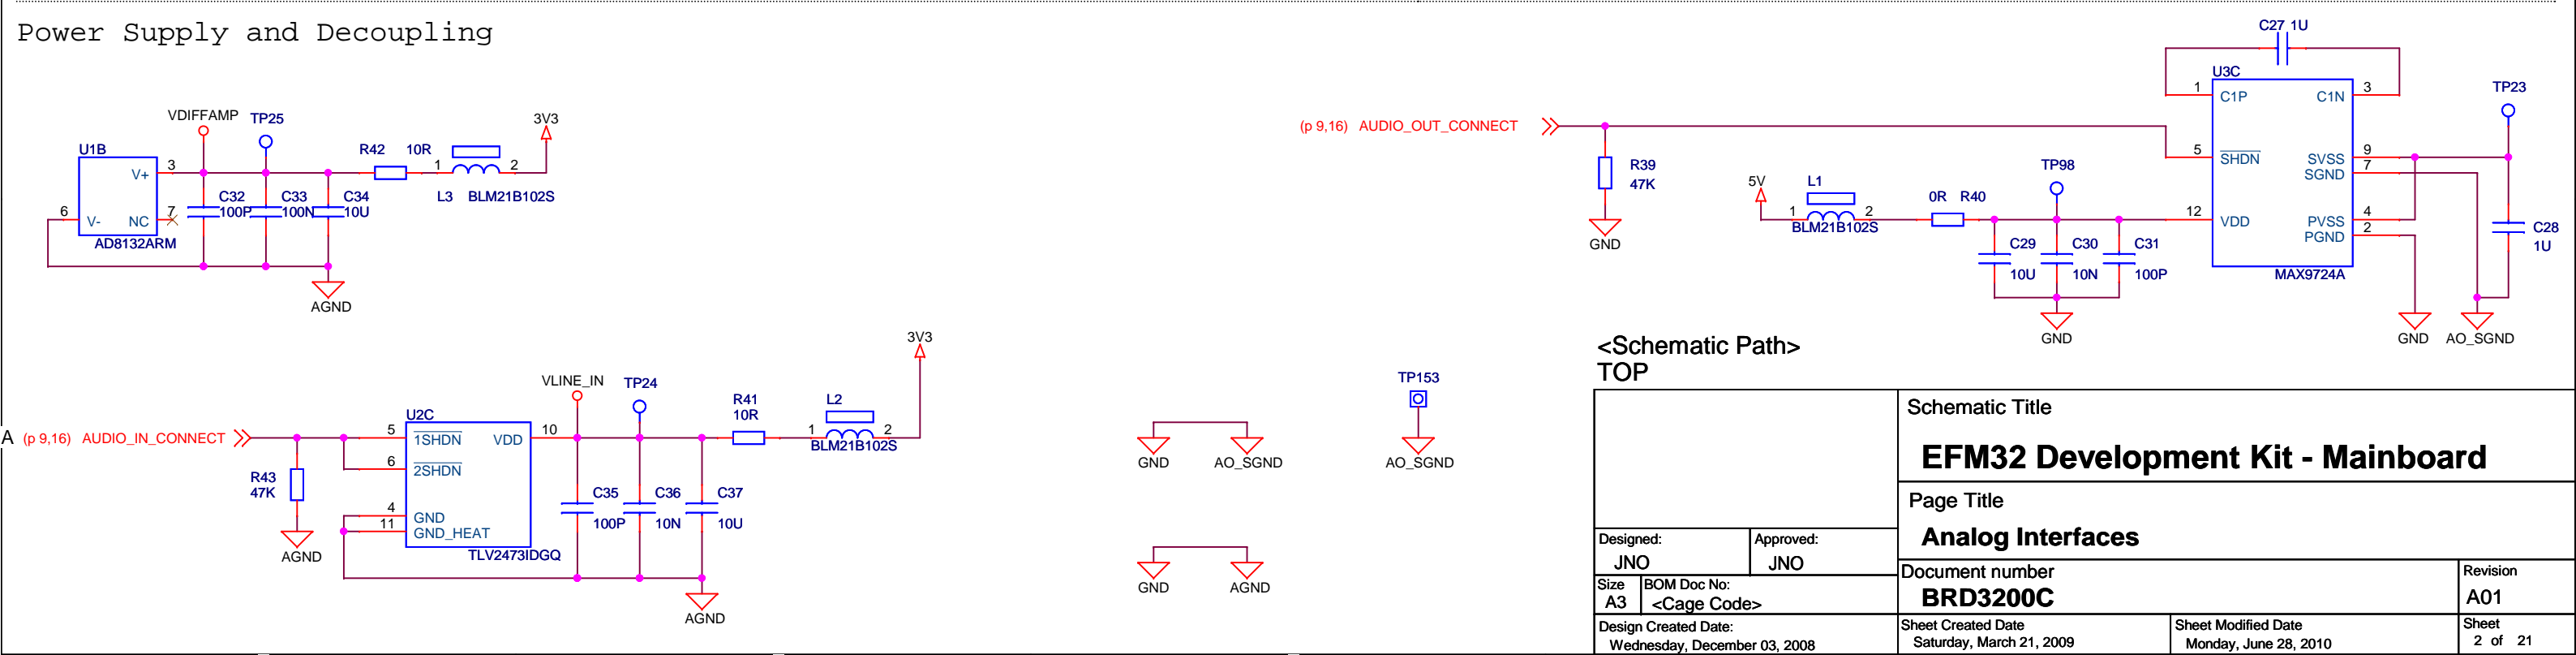 Power Supply and Decoupling
VDIFFAMP
TP25
3V3
U1B
R42 10R
V+
3
1
2
C32
100P
C33
100N
C34
10U
L3 BLM21B102S
6
V-
NC
7
AD8132ARM
AGND
C27 1U
U3C
TP23
1
C1P
C1N
3
(p 9,16) AUDIO_OUT_CONNECT
5
SHDN
SVSS
9
SGND
7
R39
47K
TP98
5V
L1
0R R40
1
2
BLM21B102S
12
VDD
PVSS
4
PGND
2
C28
1U
GND
C29
10U
C30
10N
C31
100P
MAX9724A
GND
GND
AO_SGND
3V3
VLINE_IN
TP24
R41
10R
L2
U2C
A (p 9,16) AUDIO_IN_CONNECT
5
1SHDN
VDD
10
1
2
BLM21B102S
6
2SHDN
R43
47K
C35
100P
C36
10N
C37
10U
4
GND
11
GND_HEAT
AGND
TLV2473IDGQ
AGND
GND
AO_SGND
TP153
AO_SGND
GND
AGND
<Schematic Path>
TOP
Schematic Title
EFM32 Development Kit - Mainboard
Page Title
Analog Interfaces
Designed:
JNO
Approved:
JNO
Size
A3
BOM Doc No:
<Cage Code>
Document number
BRD3200C
Revision
A01
Design Created Date:
Wednesday, December 03, 2008
Sheet Created Date
Saturday, March 21, 2009
Sheet Modified Date
Monday, June 28, 2010
Sheet
2 of 21